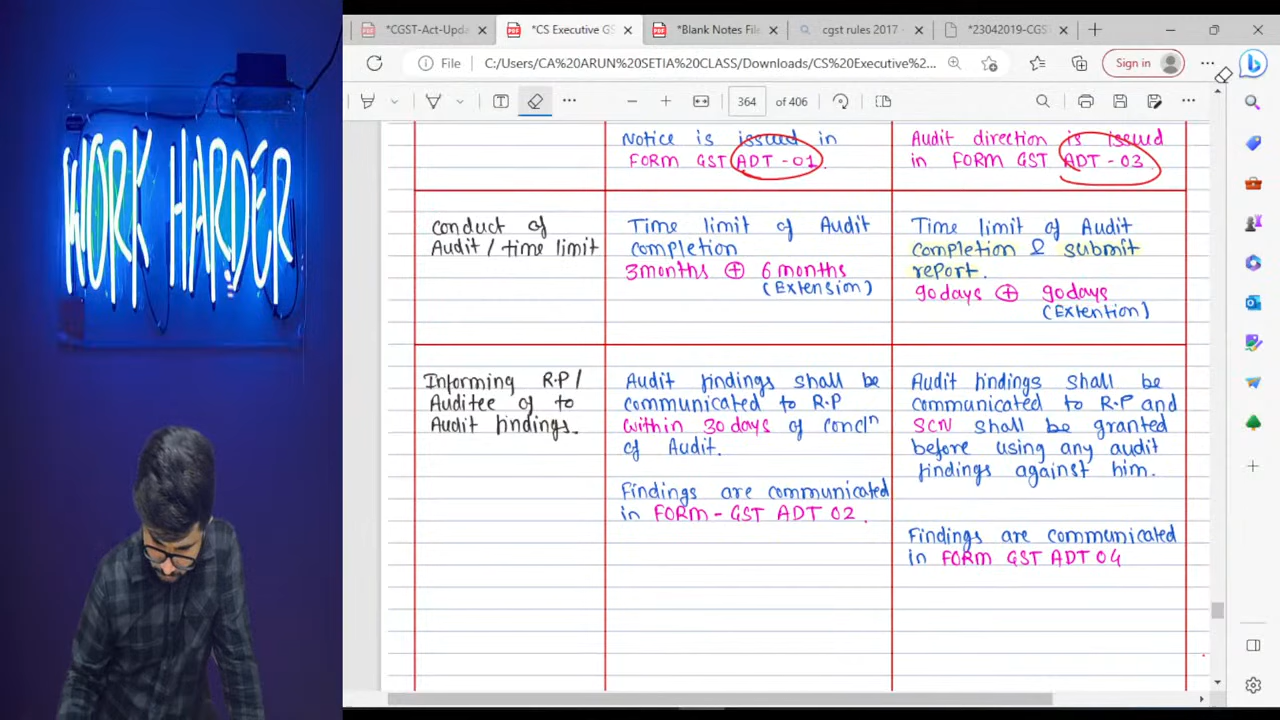 WORK HARDER
*CGST-Act-Upda
*CS Executive GS
*Blank Notes File
cgst rules 2017
*23042019-CGST
File
C:/Users/CA%20ARUN%20SETIA%20CLASS/Downloads/CS%20Executive%...
Sign in
364 of 406
Notice is issued in
FORM GST ADT - 01.
Audit direction is issued
in FORM GST ADT - 03
Conduct of
Audit / time limit
Time limit of Audit
completion
3months + 6 months
(Extension)
Time limit of Audit
completion & submit
report.
90days + 90days
(Extention)
Informing R.P /
Auditee of to
Audit findings.
Audit findings shall be
communicated to R.P
within 30 days of concln
of Audit.
Findings are communicated
in FORM - GST ADT 02.
Audit findings shall be
communicated to R.P and
SCN shall be granted
before using any audit
findings against him.
Findings are communicated
in FORM GST ADT 04